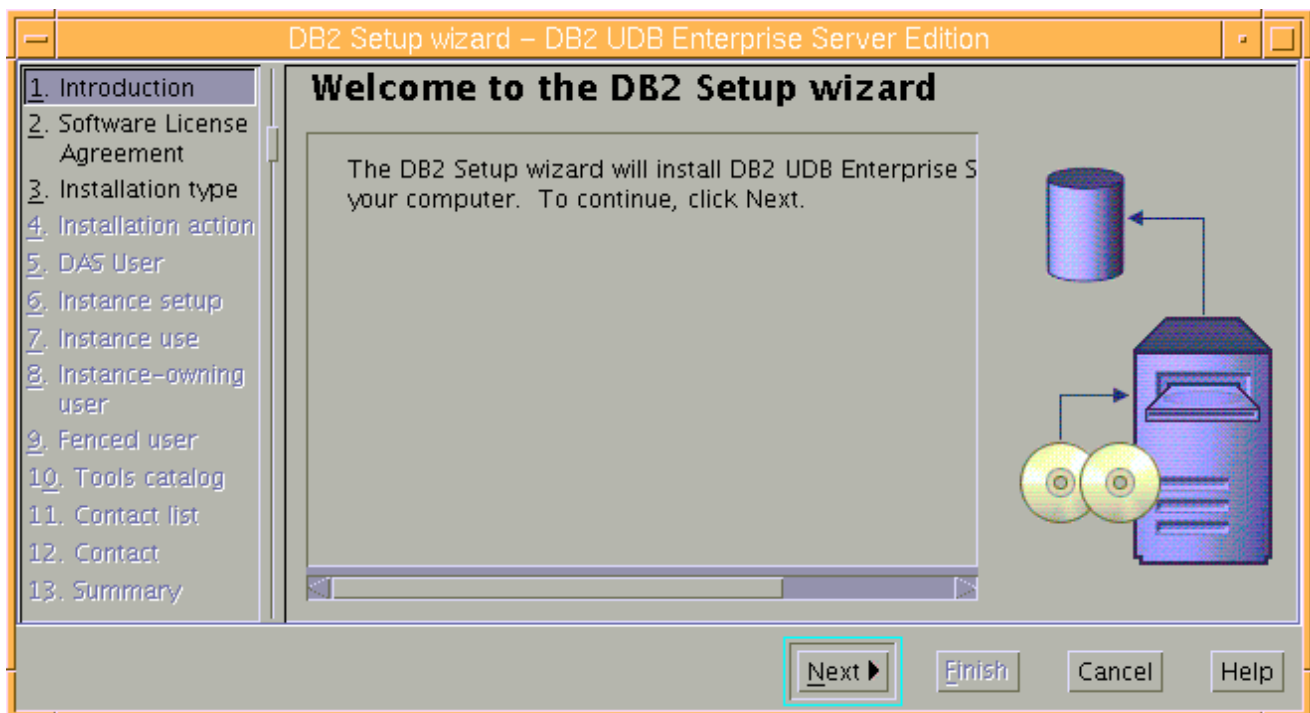 DB2 Setup wizard – DB2 UDB Enterprise Server Edition
1. Introduction
2. Software License
Agreement
3. Installation type
4. Installation action
5. DAS User
6. Instance setup
7. Instance use
8. Instance-owning
user
9. Fenced user
10. Tools catalog
11. Contact list
12. Contact
13. Summary
Welcome to the DB2 Setup wizard
The DB2 Setup wizard will install DB2 UDB Enterprise S
your computer. To continue, click Next.
Next
Finish
Cancel
Help